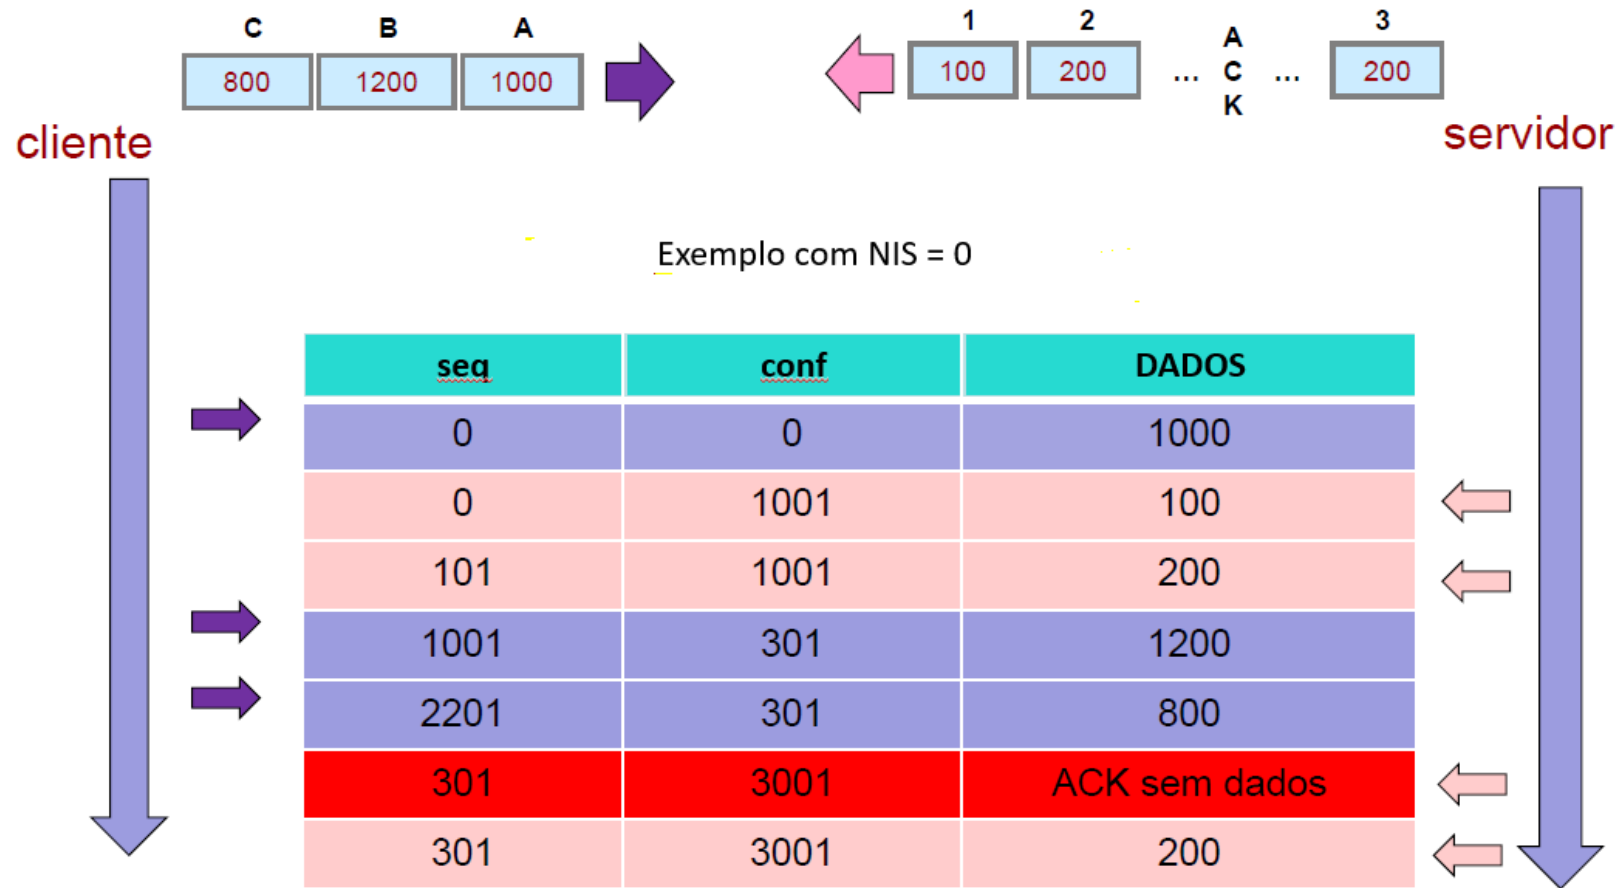 C B A 1 2 A C K 3
800 1200 1000 100 200 ... ... 200
cliente servidor
Exemplo com NIS = 0
seq conf DADOS
0 0 1000
0 1001 100
101 1001 200
1001 301 1200
2201 301 800
301 3001 ACK sem dados
301 3001 200